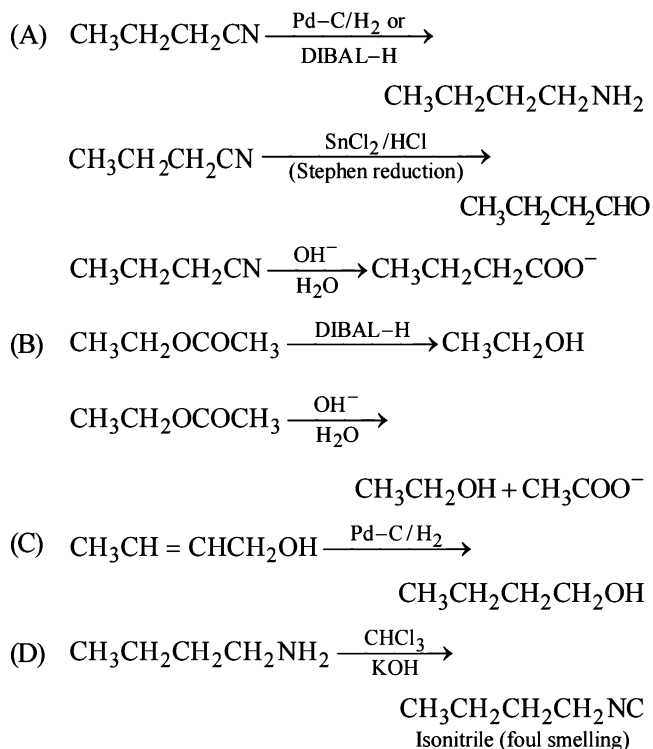 (A) CH₃CH₂CH₂CN —Pd–C/H₂ or / DIBAL–H→
CH₃CH₂CH₂CH₂NH₂
CH₃CH₂CH₂CN —SnCl₂/HCl / (Stephen reduction)→
CH₃CH₂CH₂CHO
CH₃CH₂CH₂CN —OH⁻ / H₂O→ CH₃CH₂CH₂COO⁻
(B) CH₃CH₂OCOCH₃ —DIBAL–H→ CH₃CH₂OH
CH₃CH₂OCOCH₃ —OH⁻ / H₂O→
CH₃CH₂OH + CH₃COO⁻
(C) CH₃CH = CHCH₂OH —Pd–C/H₂→
CH₃CH₂CH₂CH₂OH
(D) CH₃CH₂CH₂CH₂NH₂ —CHCl₃ / KOH→
CH₃CH₂CH₂CH₂NC
Isonitrile (foul smelling)